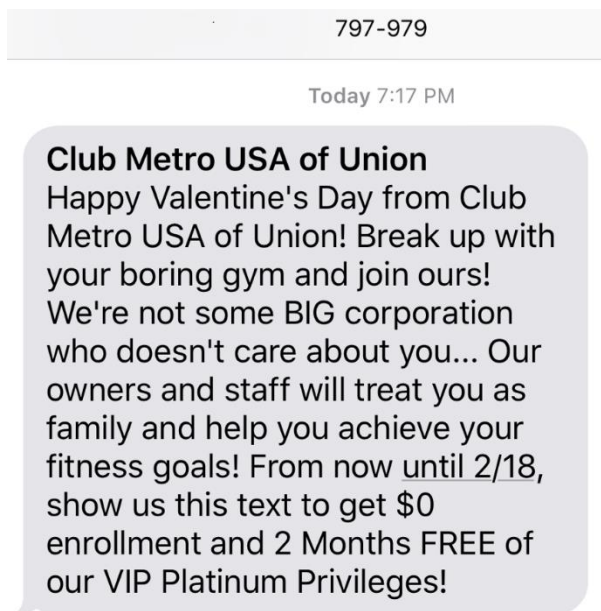 797-979
Today 7:17 PM
Club Metro USA of Union
Happy Valentine's Day from Club
Metro USA of Union! Break up with
your boring gym and join ours!
We're not some BIG corporation
who doesn't care about you... Our
owners and staff will treat you as
family and help you achieve your
fitness goals! From now until 2/18,
show us this text to get $0
enrollment and 2 Months FREE of
our VIP Platinum Privileges!